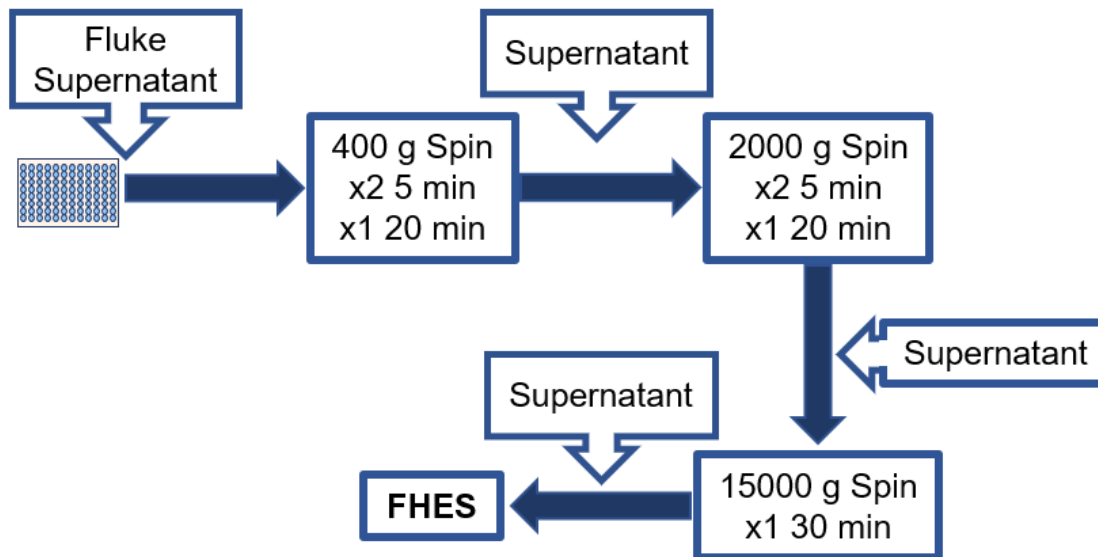 Fluke
Supernatant
400 g Spin
x2 5 min
x1 20 min
Supernatant
2000 g Spin
x2 5 min
x1 20 min
Supernatant
15000 g Spin
x1 30 min
Supernatant
FHES